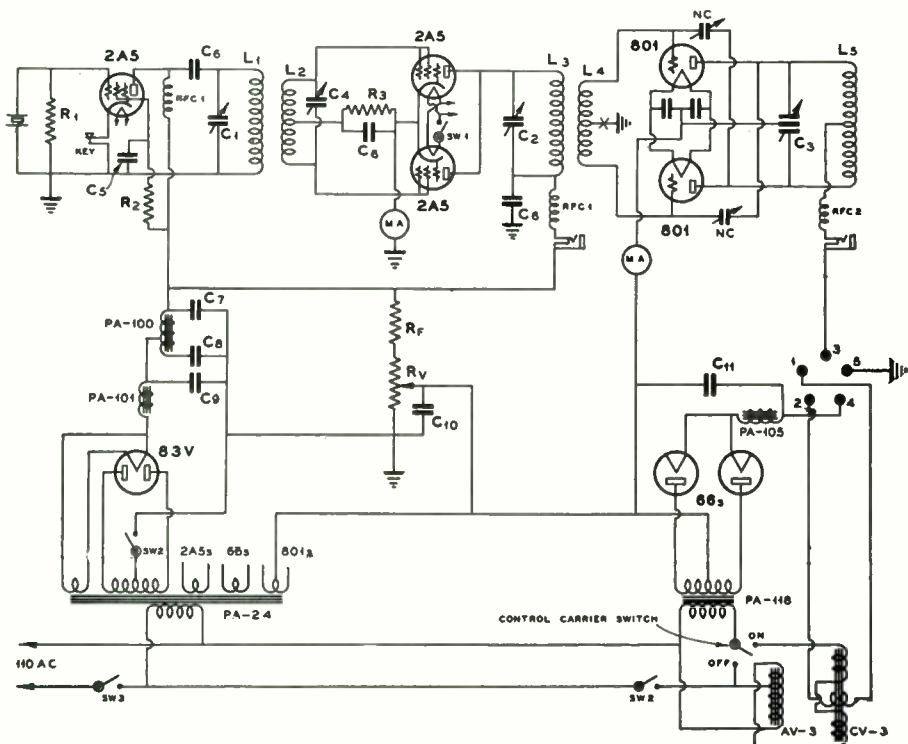 2A5
C6
L1
R1
RFC1
C1
KEY
C5
R2
L2
C4
R3
C6
2A5
SW1
2A5
MA
L3
C2
C6
RFC1
L4
801
NC
801
NC
MA
L5
C3
RFC2
PA-100
C7
C8
PA-101
C9
83V
RF
RV
C10
C11
1
3
5
2
4
PA-105
66s
SW2
2A5s
66s
801s
PA-24
PA-116
CONTROL CARRIER SWITCH
ON
OFF
110 AC
SW3
SW2
AV-3
CV-3